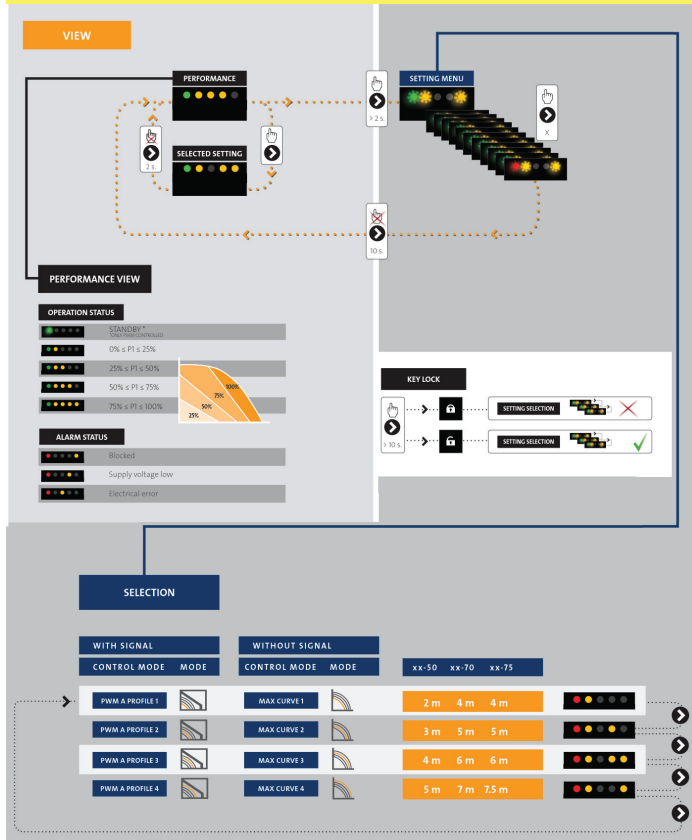 VIEW
PERFORMANCE
SELECTED SETTING
2 s.
> 2 s.
SETTING MENU
X
10 s.
PERFORMANCE VIEW
OPERATION STATUS
STANDBY *
*ONLY PWM CONTROLLED
0% ≤ P1 ≤ 25%
25% ≤ P1 ≤ 50%
50% ≤ P1 ≤ 75%
75% ≤ P1 ≤ 100%
100%
75%
50%
25%
ALARM STATUS
Blocked
Supply voltage low
Electrical error
KEY LOCK
> 10 s.
SETTING SELECTION
SETTING SELECTION
SELECTION
WITH SIGNAL WITHOUT SIGNAL
CONTROL MODE MODE CONTROL MODE MODE xx-50 xx-70 xx-75
PWM A PROFILE 1 MAX CURVE 1 2 m 4 m 4 m
PWM A PROFILE 2 MAX CURVE 2 3 m 5 m 5 m
PWM A PROFILE 3 MAX CURVE 3 4 m 6 m 6 m
PWM A PROFILE 4 MAX CURVE 4 5 m 7 m 7.5 m